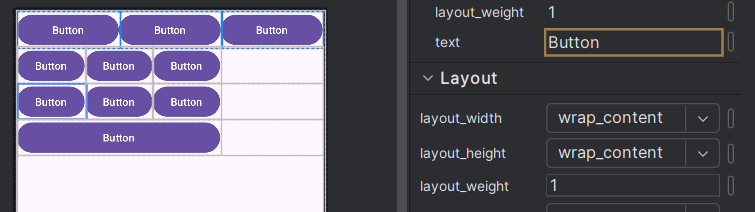 Button Button Button
Button Button Button
Button Button Button
Button
layout_weight 1
text Button
Layout
layout_width wrap_content
layout_height wrap_content
layout_weight 1